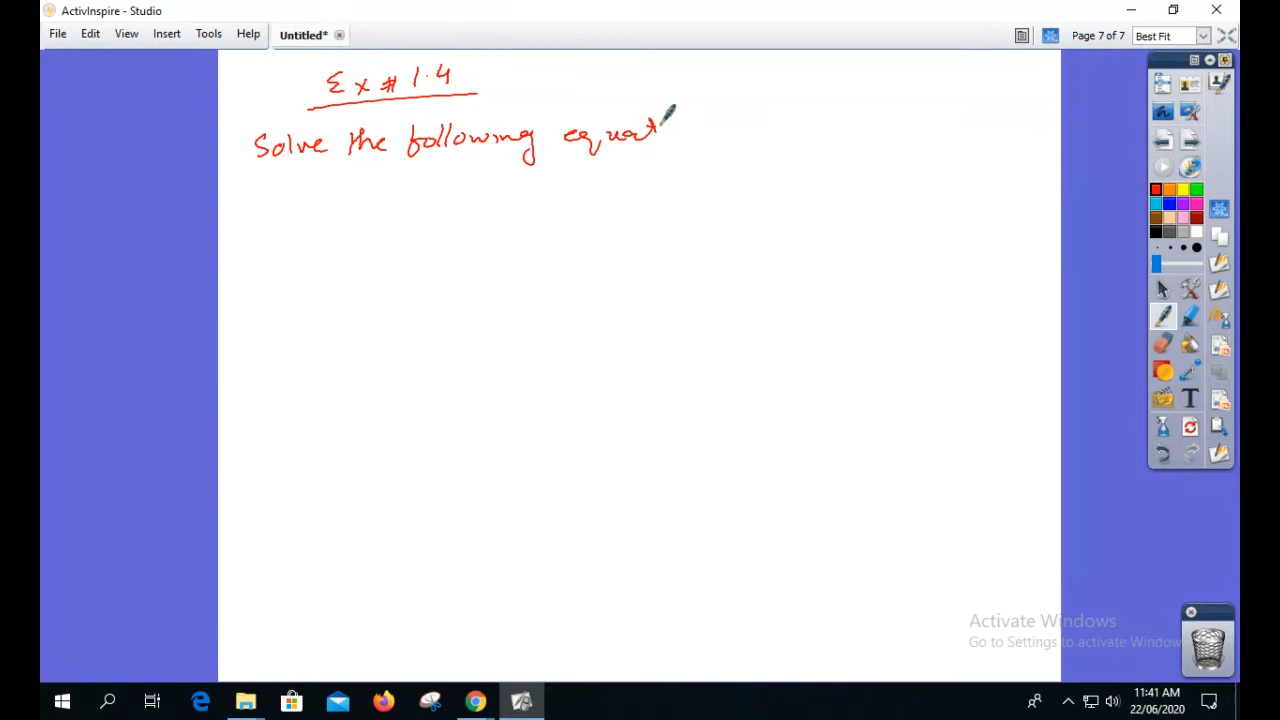 ActivInspire - Studio
File Edit View Insert Tools Help Untitled* Page 7 of 7 Best Fit
Ex # 1.4
Solve the following equat
Activate Windows
Go to Settings to activate Window
11:41 AM
22/06/2020